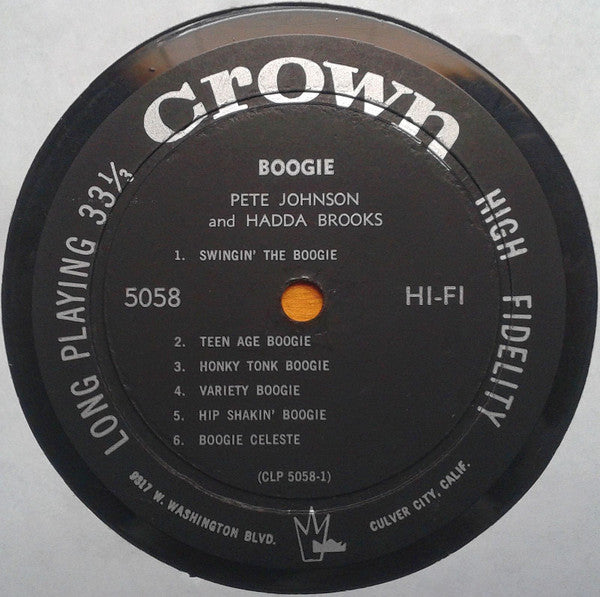 crown
LONG PLAYING 33⅓
HIGH FIDELITY
BOOGIE
PETE JOHNSON
and HADDA BROOKS
1. SWINGIN' THE BOOGIE
5058
HI-FI
2. TEEN AGE BOOGIE
3. HONKY TONK BOOGIE
4. VARIETY BOOGIE
5. HIP SHAKIN' BOOGIE
6. BOOGIE CELESTE
(CLP 5058-1)
9317 W. WASHINGTON BLVD.
CULVER CITY, CALIF.